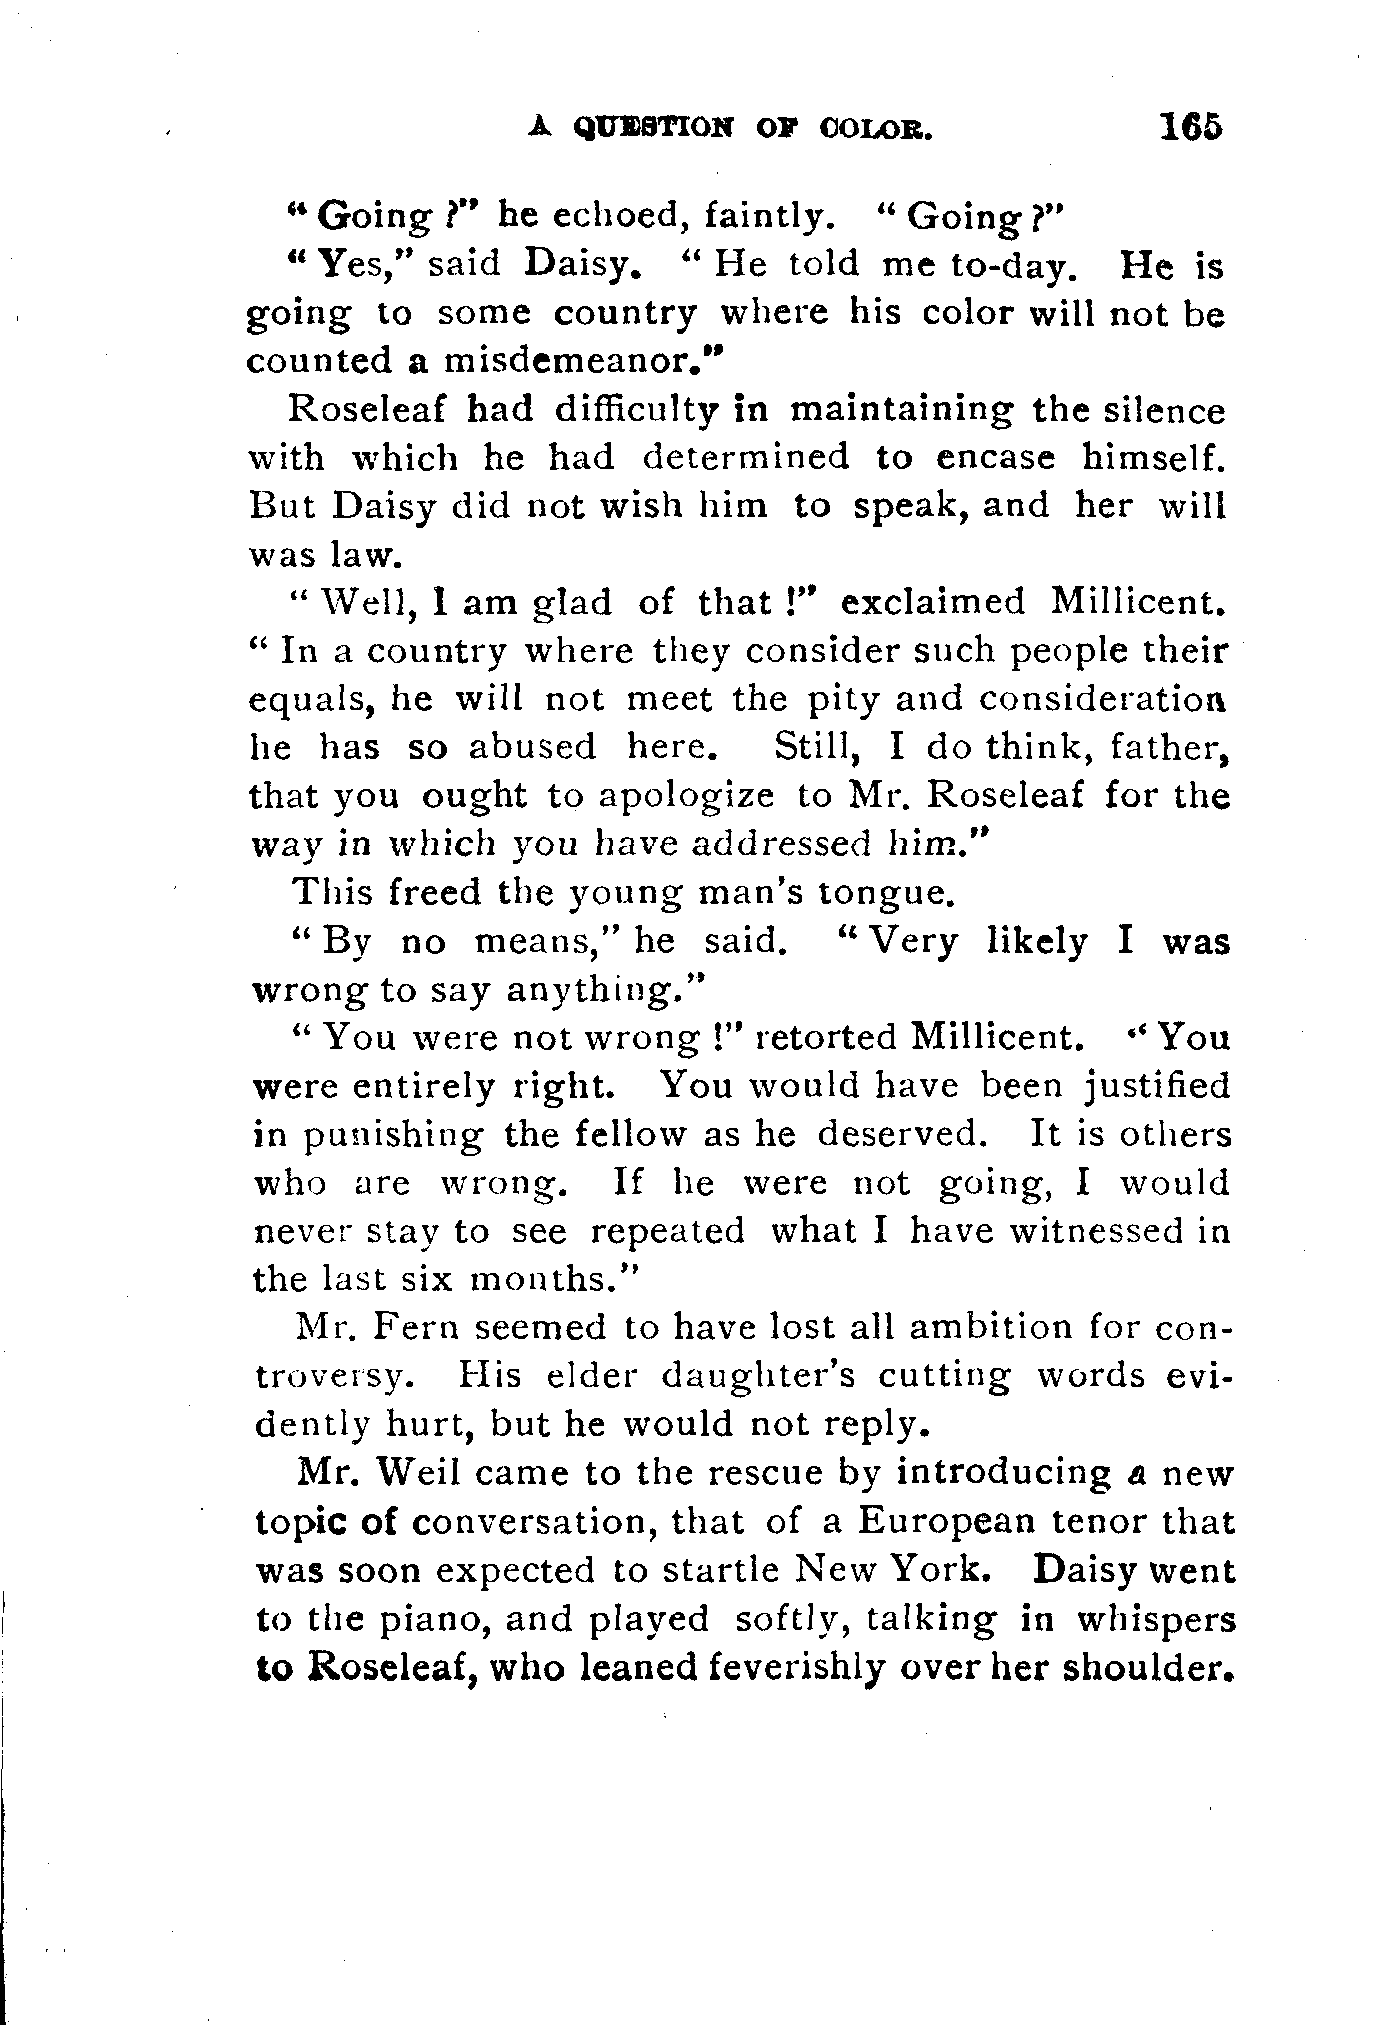 A QUESTION OF COLOR. 165
" Going ?" he echoed, faintly. " Going ?"
" Yes," said Daisy. " He told me to-day. He is
going to some country where his color will not be
counted a misdemeanor."
Roseleaf had difficulty in maintaining the silence
with which he had determined to encase himself.
But Daisy did not wish him to speak, and her will
was law.
" Well, I am glad of that !" exclaimed Millicent.
" In a country where they consider such people their
equals, he will not meet the pity and consideration
he has so abused here. Still, I do think, father,
that you ought to apologize to Mr. Roseleaf for the
way in which you have addressed him."
This freed the young man's tongue.
" By no means," he said. " Very likely I was
wrong to say anything."
" You were not wrong !" retorted Millicent. " You
were entirely right. You would have been justified
in punishing the fellow as he deserved. It is others
who are wrong. If he were not going, I would
never stay to see repeated what I have witnessed in
the last six months."
Mr. Fern seemed to have lost all ambition for con-
troversy. His elder daughter's cutting words evi-
dently hurt, but he would not reply.
Mr. Weil came to the rescue by introducing a new
topic of conversation, that of a European tenor that
was soon expected to startle New York. Daisy went
to the piano, and played softly, talking in whispers
to Roseleaf, who leaned feverishly over her shoulder.